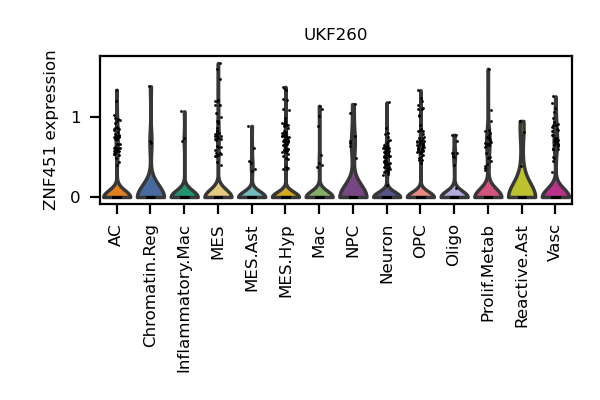 UKF260
ZNF451 expression
1
0
AC
Chromatin.Reg
Inflammatory.Mac
MES
MES.Ast
MES.Hyp
Mac
NPC
Neuron
OPC
Oligo
Prolif.Metab
Reactive.Ast
Vasc